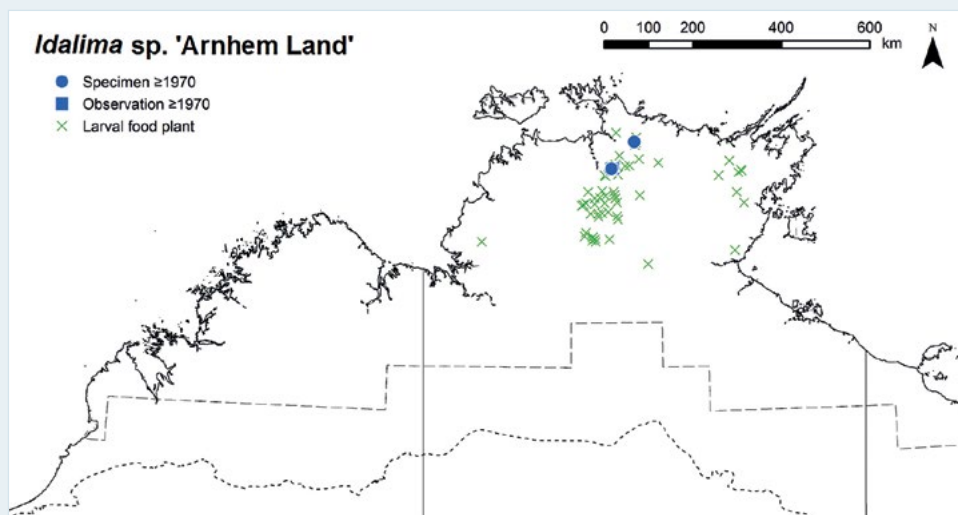 Idalima sp. 'Arnhem Land'
Specimen ≥1970
Observation ≥1970
Larval food plant
0 100 200 400 600
km
N